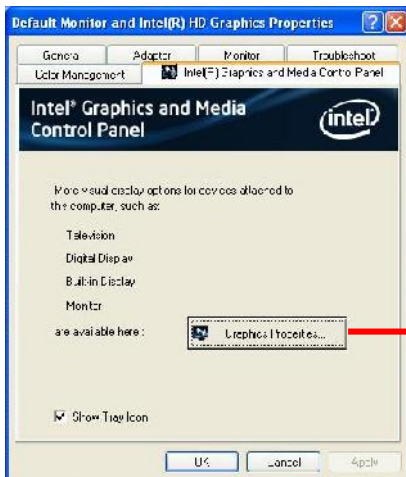 Default Monitor and Intel(R) HD Graphics Properties
General Adapter Monitor Troubleshoot
Color Management Intel(R) Graphics and Media Control Panel
Intel® Graphics and Media
Control Panel
intel
More visual display options for devices attached to
this computer, such as:
Television
Digital Display
Built-in Display
Monitor
are available here :
Graphics Properties...
Show Tray Icon
OK Cancel Apply